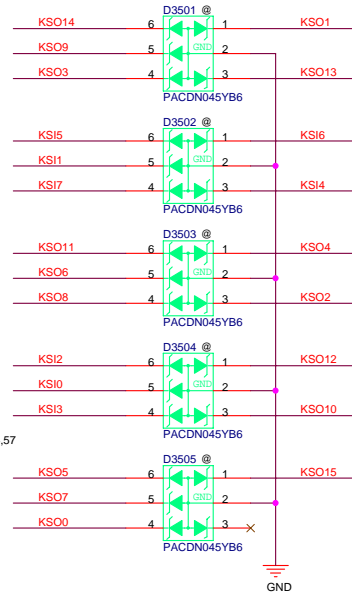 D3501 @
KSO14 6 1 KSO1
KSO9 5 GND 2
KSO3 4 3 KSO13
PACDN045YB6
D3502 @
KSI5 6 1 KSI6
KSI1 5 GND 2
KSI7 4 3 KSI4
PACDN045YB6
D3503 @
KSO11 6 1 KSO4
KSO6 5 GND 2
KSO8 4 3 KSO2
PACDN045YB6
D3504 @
KSI2 6 1 KSO12
KSI0 5 GND 2
KSI3 4 3 KSO10
PACDN045YB6
,57
D3505 @
KSO5 6 1 KSO15
KSO7 5 GND 2
KSO0 4 3
PACDN045YB6
GND